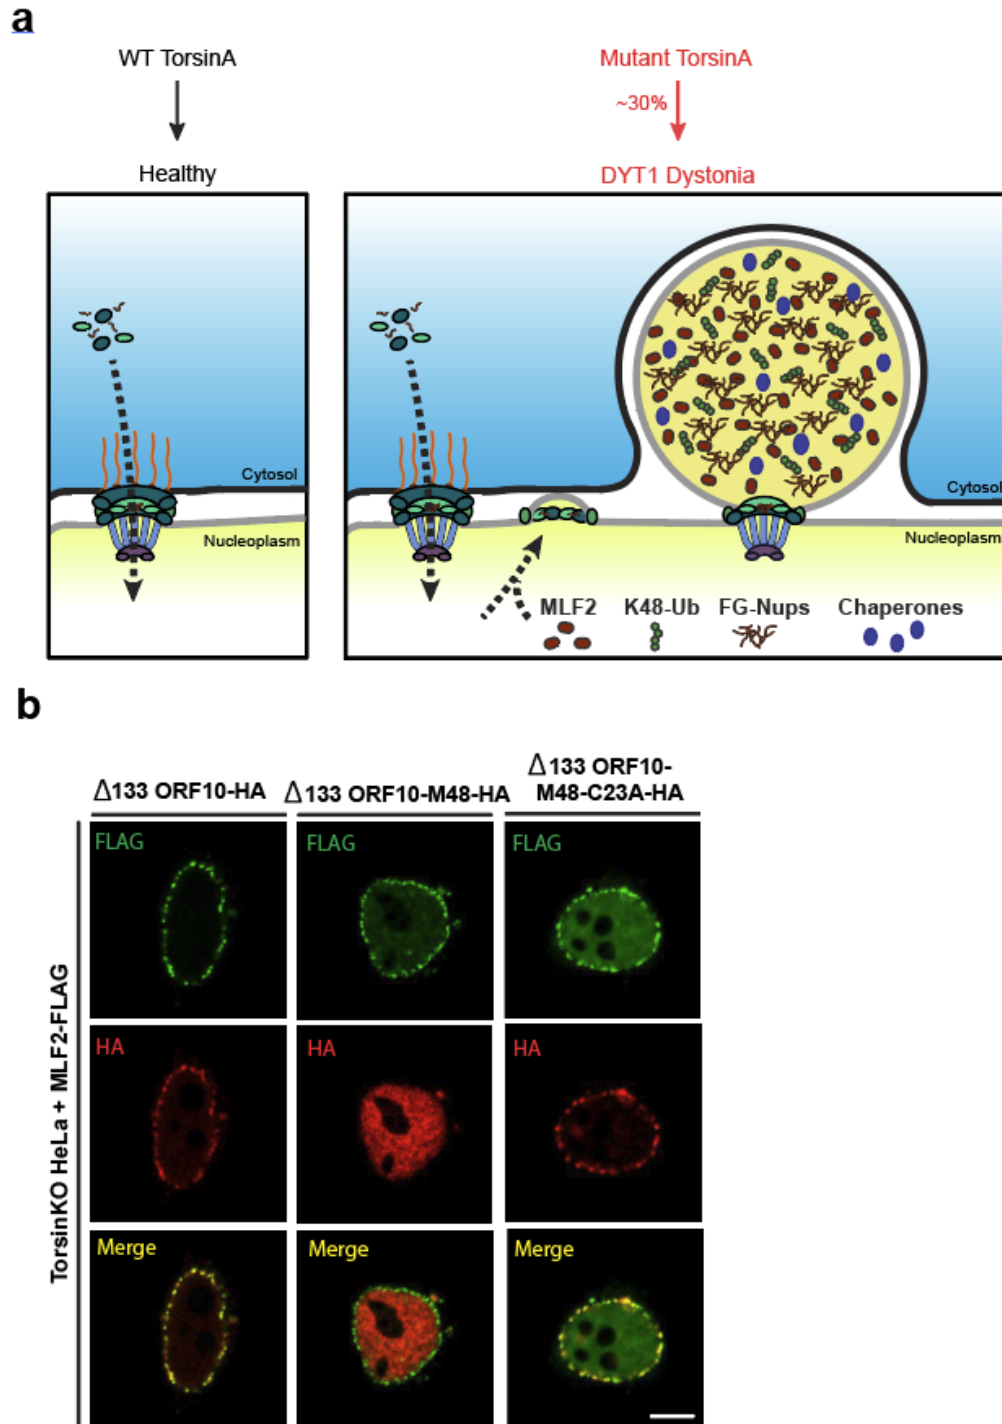 a
WT TorsinA
Mutant TorsinA
~30%
Healthy
DYT1 Dystonia
Cytosol
Nucleoplasm
Cytosol
Nucleoplasm
MLF2 K48-Ub FG-Nups Chaperones
b
Δ133 ORF10-HA
Δ133 ORF10-M48-HA
Δ133 ORF10-
M48-C23A-HA
TorsinKO HeLa + MLF2-FLAG
FLAG
FLAG
FLAG
HA
HA
HA
Merge
Merge
Merge